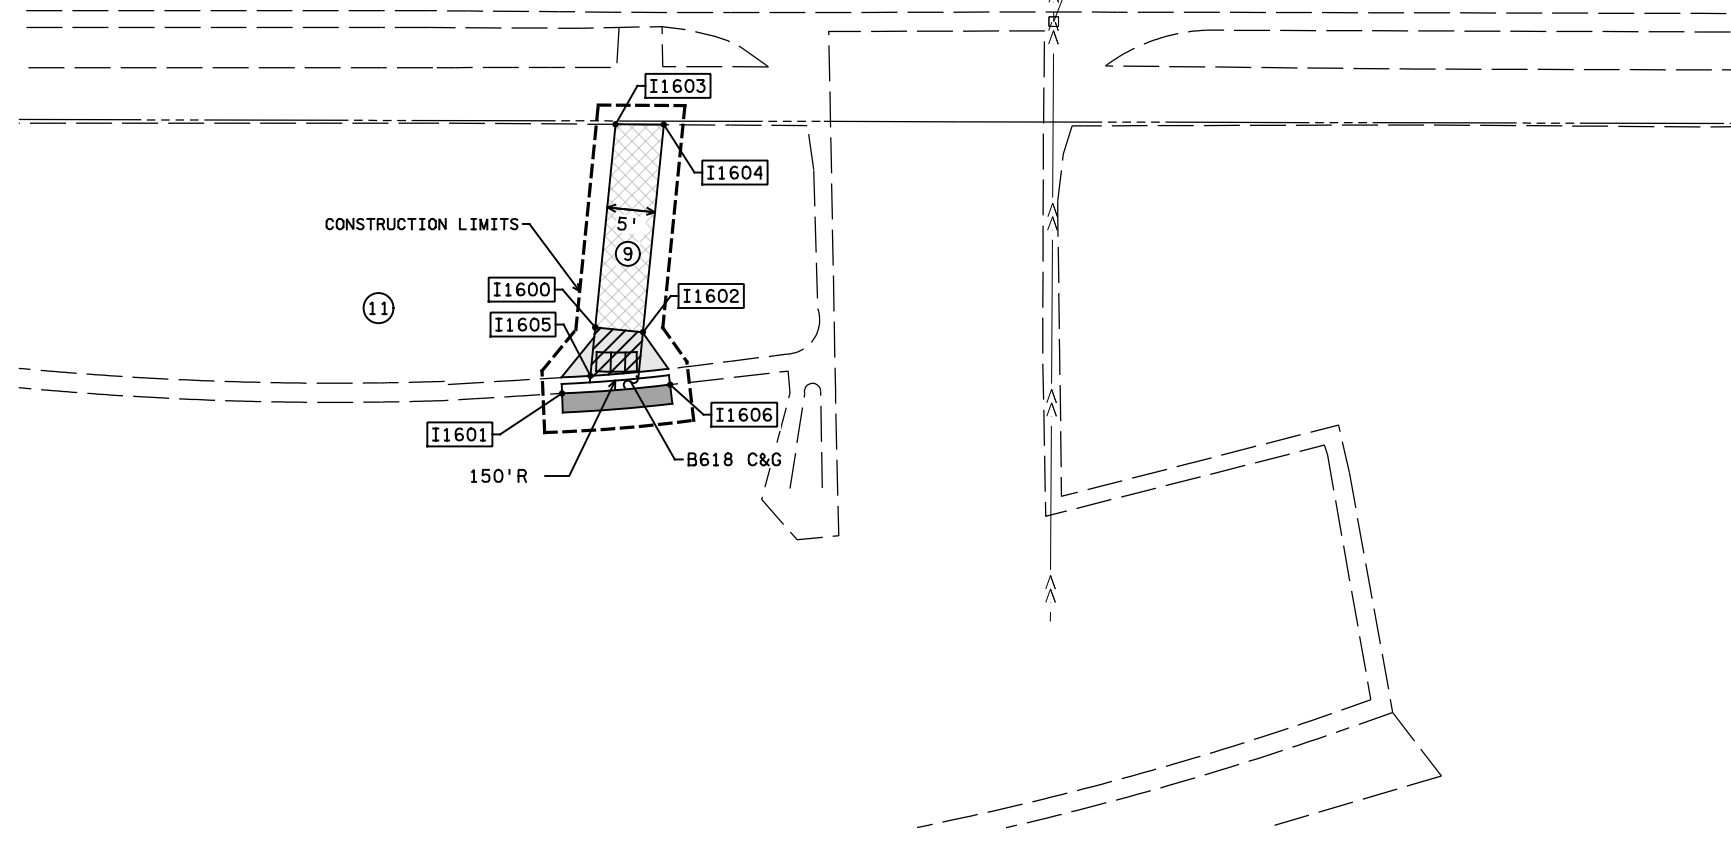 I1603
I1604
CONSTRUCTION LIMITS
5'
9
I1600
I1602
11
I1605
I1606
I1601
B618 C&G
150'R